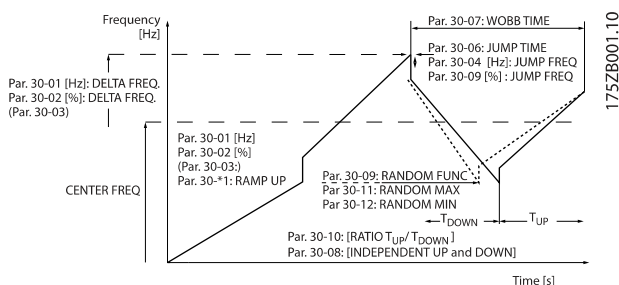 Frequency
[Hz]
Par. 30-07: WOBB TIME
Par. 30-06: JUMP TIME
Par. 30-04 [Hz]: JUMP FREQ
Par. 30-09 [%] : JUMP FREQ
175ZB001.10
Par. 30-01 [Hz]: DELTA FREQ.
Par. 30-02 [%]: DELTA FREQ.
(Par. 30-03)
Par. 30-01 [Hz]
Par. 30-02 [%]
(Par. 30-03:)
Par. 30-*1: RAMP UP
CENTER FREQ
Par. 30-09: RANDOM FUNC
Par 30-11: RANDOM MAX
Par 30-12: RANDOM MIN
TDOWN
TUP
Par. 30-10: [RATIO TUP/ TDOWN ]
Par. 30-08: [INDEPENDENT UP and DOWN]
Time [s]